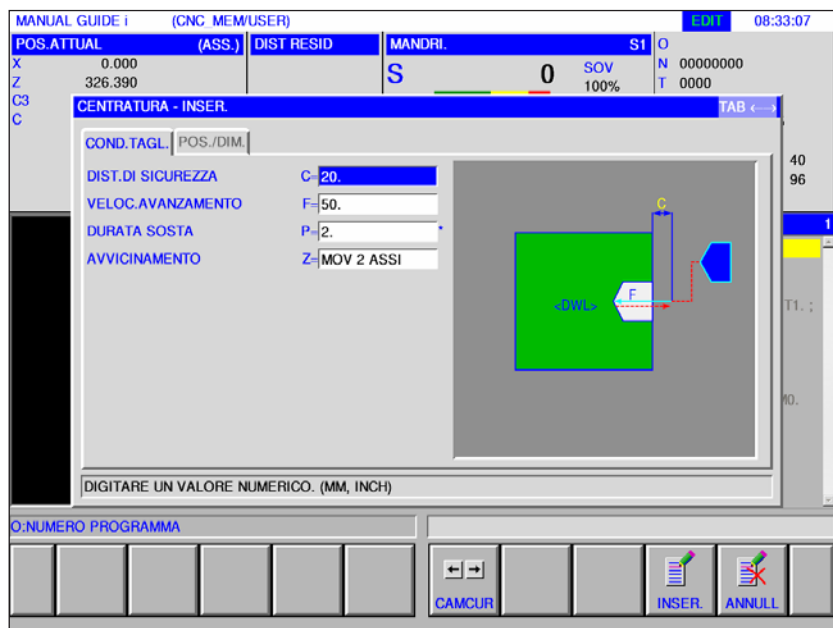 MANUAL GUIDE i (CNC_MEM/USER) EDIT 08:33:07
POS.ATTUAL (ASS.) DIST RESID MANDRI. S1 O
X 0.000
Z 326.390
C3
C
S 0 SOV 100%
N 00000000
T 0000
CENTRATURA - INSER. TAB ←→
COND.TAGL. POS./DIM.
DIST.DI SICUREZZA C= 20.
VELOC.AVANZAMENTO F= 50.
DURATA SOSTA P= 2. *
AVVICINAMENTO Z= MOV 2 ASSI
C
F
<DWL>
40
96
1
T1. ;
M0.
DIGITARE UN VALORE NUMERICO. (MM, INCH)
O:NUMERO PROGRAMMA
CAMCUR INSER. ANNULL